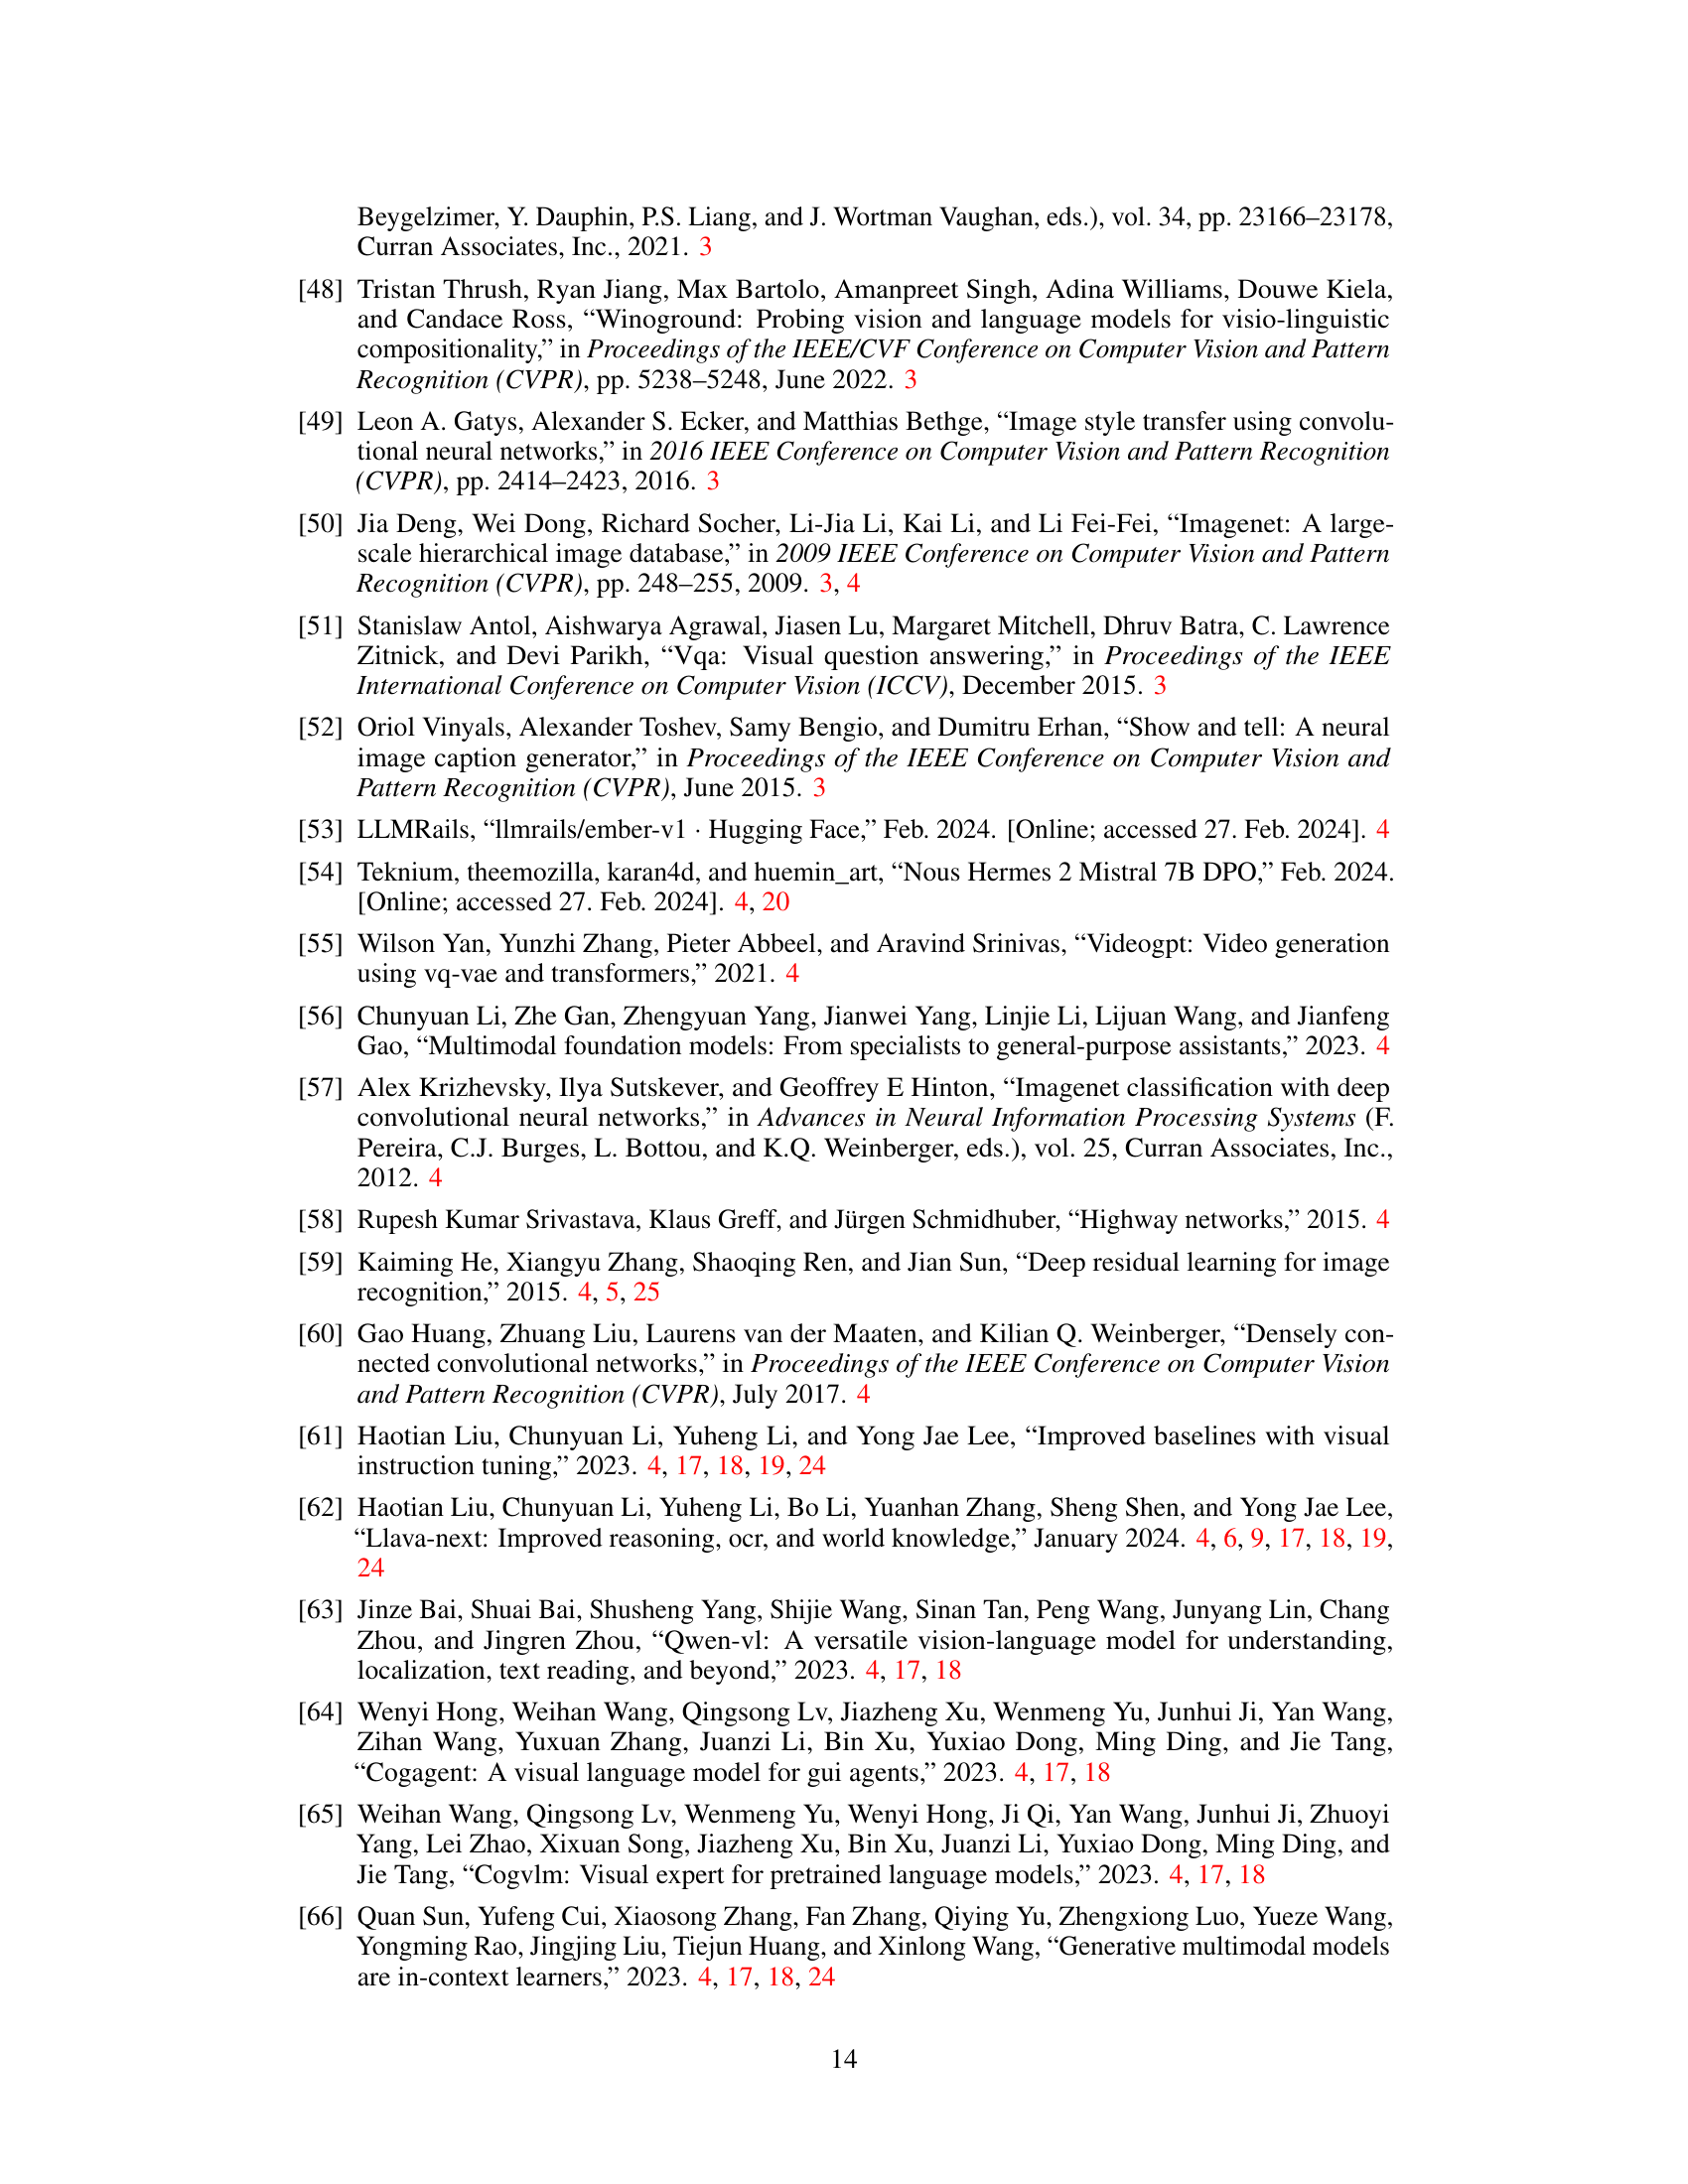 Beygelzimer, Y. Dauphin, P.S. Liang, and J. Wortman Vaughan, eds.), vol. 34, pp. 23166–23178,
Curran Associates, Inc., 2021. 3
[48] Tristan Thrush, Ryan Jiang, Max Bartolo, Amanpreet Singh, Adina Williams, Douwe Kiela,
and Candace Ross, “Winoground: Probing vision and language models for visio-linguistic
compositionality,” in Proceedings of the IEEE/CVF Conference on Computer Vision and Pattern
Recognition (CVPR), pp. 5238–5248, June 2022. 3
[49] Leon A. Gatys, Alexander S. Ecker, and Matthias Bethge, “Image style transfer using convolu-
tional neural networks,” in 2016 IEEE Conference on Computer Vision and Pattern Recognition
(CVPR), pp. 2414–2423, 2016. 3
[50] Jia Deng, Wei Dong, Richard Socher, Li-Jia Li, Kai Li, and Li Fei-Fei, “Imagenet: A large-
scale hierarchical image database,” in 2009 IEEE Conference on Computer Vision and Pattern
Recognition (CVPR), pp. 248–255, 2009. 3, 4
[51] Stanislaw Antol, Aishwarya Agrawal, Jiasen Lu, Margaret Mitchell, Dhruv Batra, C. Lawrence
Zitnick, and Devi Parikh, “Vqa: Visual question answering,” in Proceedings of the IEEE
International Conference on Computer Vision (ICCV), December 2015. 3
[52] Oriol Vinyals, Alexander Toshev, Samy Bengio, and Dumitru Erhan, “Show and tell: A neural
image caption generator,” in Proceedings of the IEEE Conference on Computer Vision and
Pattern Recognition (CVPR), June 2015. 3
[53] LLMRails, “llmrails/ember-v1 · Hugging Face,” Feb. 2024. [Online; accessed 27. Feb. 2024]. 4
[54] Teknium, theemozilla, karan4d, and huemin_art, “Nous Hermes 2 Mistral 7B DPO,” Feb. 2024.
[Online; accessed 27. Feb. 2024]. 4, 20
[55] Wilson Yan, Yunzhi Zhang, Pieter Abbeel, and Aravind Srinivas, “Videogpt: Video generation
using vq-vae and transformers,” 2021. 4
[56] Chunyuan Li, Zhe Gan, Zhengyuan Yang, Jianwei Yang, Linjie Li, Lijuan Wang, and Jianfeng
Gao, “Multimodal foundation models: From specialists to general-purpose assistants,” 2023. 4
[57] Alex Krizhevsky, Ilya Sutskever, and Geoffrey E Hinton, “Imagenet classification with deep
convolutional neural networks,” in Advances in Neural Information Processing Systems (F.
Pereira, C.J. Burges, L. Bottou, and K.Q. Weinberger, eds.), vol. 25, Curran Associates, Inc.,
2012. 4
[58] Rupesh Kumar Srivastava, Klaus Greff, and Jürgen Schmidhuber, “Highway networks,” 2015. 4
[59] Kaiming He, Xiangyu Zhang, Shaoqing Ren, and Jian Sun, “Deep residual learning for image
recognition,” 2015. 4, 5, 25
[60] Gao Huang, Zhuang Liu, Laurens van der Maaten, and Kilian Q. Weinberger, “Densely con-
nected convolutional networks,” in Proceedings of the IEEE Conference on Computer Vision
and Pattern Recognition (CVPR), July 2017. 4
[61] Haotian Liu, Chunyuan Li, Yuheng Li, and Yong Jae Lee, “Improved baselines with visual
instruction tuning,” 2023. 4, 17, 18, 19, 24
[62] Haotian Liu, Chunyuan Li, Yuheng Li, Bo Li, Yuanhan Zhang, Sheng Shen, and Yong Jae Lee,
“Llava-next: Improved reasoning, ocr, and world knowledge,” January 2024. 4, 6, 9, 17, 18, 19,
24
[63] Jinze Bai, Shuai Bai, Shusheng Yang, Shijie Wang, Sinan Tan, Peng Wang, Junyang Lin, Chang
Zhou, and Jingren Zhou, “Qwen-vl: A versatile vision-language model for understanding,
localization, text reading, and beyond,” 2023. 4, 17, 18
[64] Wenyi Hong, Weihan Wang, Qingsong Lv, Jiazheng Xu, Wenmeng Yu, Junhui Ji, Yan Wang,
Zihan Wang, Yuxuan Zhang, Juanzi Li, Bin Xu, Yuxiao Dong, Ming Ding, and Jie Tang,
“Cogagent: A visual language model for gui agents,” 2023. 4, 17, 18
[65] Weihan Wang, Qingsong Lv, Wenmeng Yu, Wenyi Hong, Ji Qi, Yan Wang, Junhui Ji, Zhuoyi
Yang, Lei Zhao, Xixuan Song, Jiazheng Xu, Bin Xu, Juanzi Li, Yuxiao Dong, Ming Ding, and
Jie Tang, “Cogvlm: Visual expert for pretrained language models,” 2023. 4, 17, 18
[66] Quan Sun, Yufeng Cui, Xiaosong Zhang, Fan Zhang, Qiying Yu, Zhengxiong Luo, Yueze Wang,
Yongming Rao, Jingjing Liu, Tiejun Huang, and Xinlong Wang, “Generative multimodal models
are in-context learners,” 2023. 4, 17, 18, 24
14